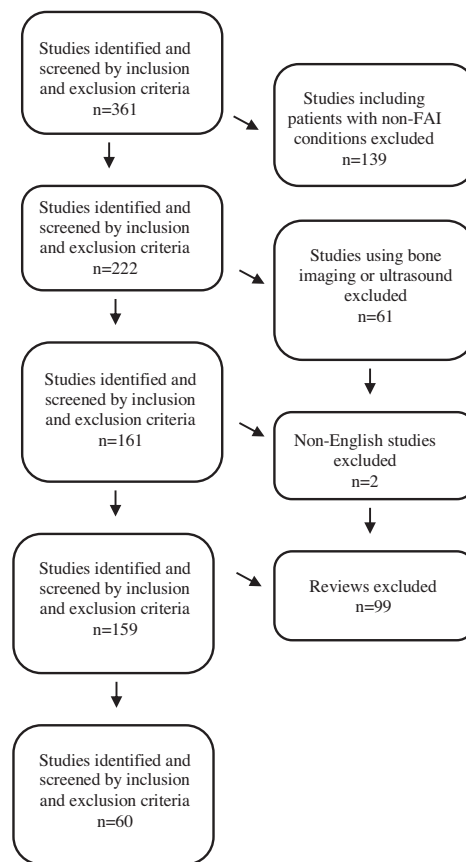 Studies identified and
screened by inclusion
and exclusion criteria
n=361
Studies including
patients with non-FAI
conditions excluded
n=139
Studies identified and
screened by inclusion
and exclusion criteria
n=222
Studies using bone
imaging or ultrasound
excluded
n=61
Studies identified and
screened by inclusion
and exclusion criteria
n=161
Non-English studies
excluded
n=2
Studies identified and
screened by inclusion
and exclusion criteria
n=159
Reviews excluded
n=99
Studies identified and
screened by inclusion
and exclusion criteria
n=60